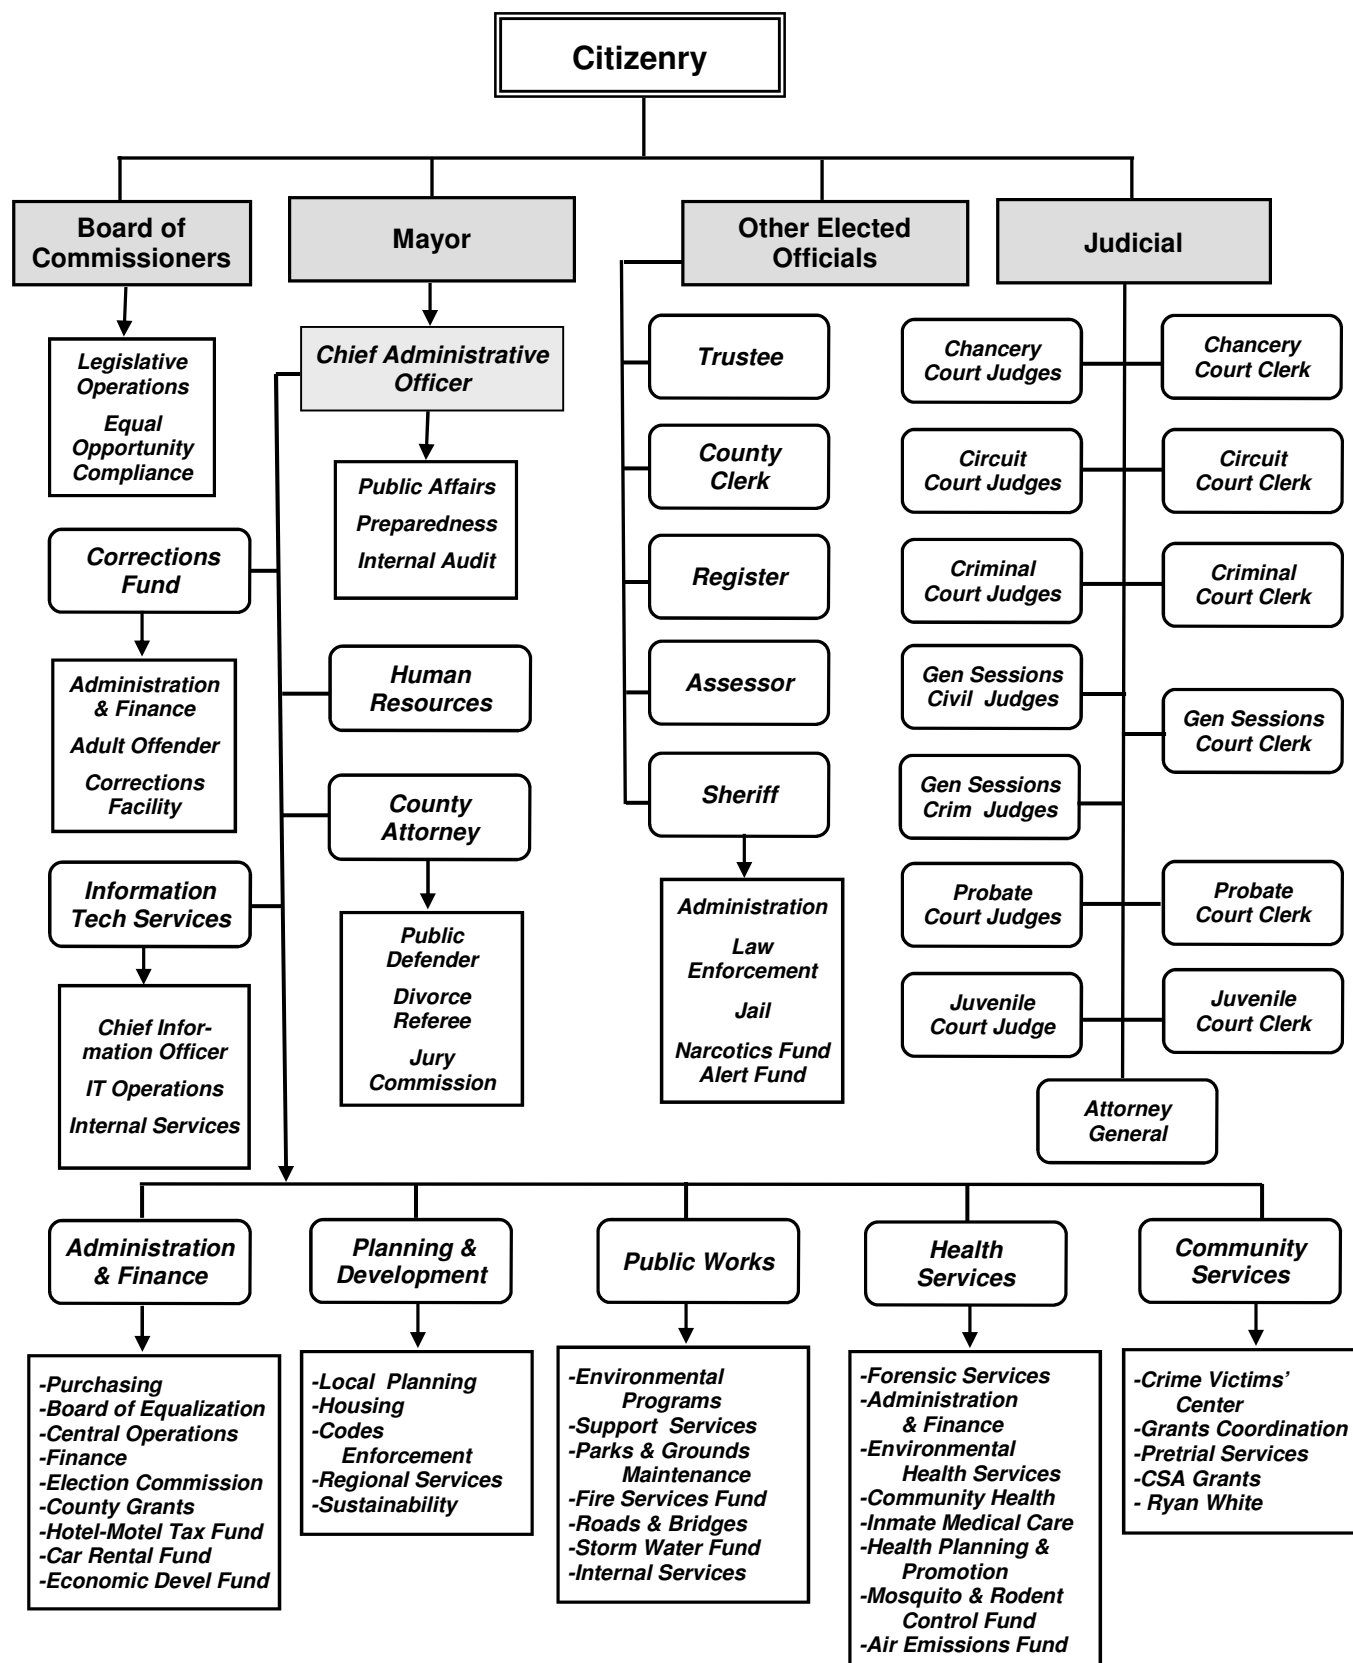 Citizenry
Board of
Commissioners
Mayor
Other Elected
Officials
Judicial
Legislative
Operations
Equal
Opportunity
Compliance
Chief Administrative
Officer
Public Affairs
Preparedness
Internal Audit
Corrections
Fund
Administration
& Finance
Adult Offender
Corrections
Facility
Information
Tech Services
Chief Infor-
mation Officer
IT Operations
Internal Services
Human
Resources
County
Attorney
Public
Defender
Divorce
Referee
Jury
Commission
Trustee
County
Clerk
Register
Assessor
Sheriff
Administration
Law
Enforcement
Jail
Narcotics Fund
Alert Fund
Chancery
Court Judges
Chancery
Court Clerk
Circuit
Court Judges
Circuit
Court Clerk
Criminal
Court Judges
Criminal
Court Clerk
Gen Sessions
Civil Judges
Gen Sessions
Court Clerk
Gen Sessions
Crim Judges
Probate
Court Judges
Probate
Court Clerk
Juvenile
Court Judge
Juvenile
Court Clerk
Attorney
General
Administration
& Finance
-Purchasing
-Board of Equalization
-Central Operations
-Finance
-Election Commission
-County Grants
-Hotel-Motel Tax Fund
-Car Rental Fund
-Economic Devel Fund
Planning &
Development
-Local Planning
-Housing
-Codes
Enforcement
-Regional Services
-Sustainability
Public Works
-Environmental
Programs
-Support Services
-Parks & Grounds
Maintenance
-Fire Services Fund
-Roads & Bridges
-Storm Water Fund
-Internal Services
Health
Services
-Forensic Services
-Administration
& Finance
-Environmental
Health Services
-Community Health
-Inmate Medical Care
-Health Planning &
Promotion
-Mosquito & Rodent
Control Fund
-Air Emissions Fund
Community
Services
-Crime Victims’
Center
-Grants Coordination
-Pretrial Services
-CSA Grants
- Ryan White